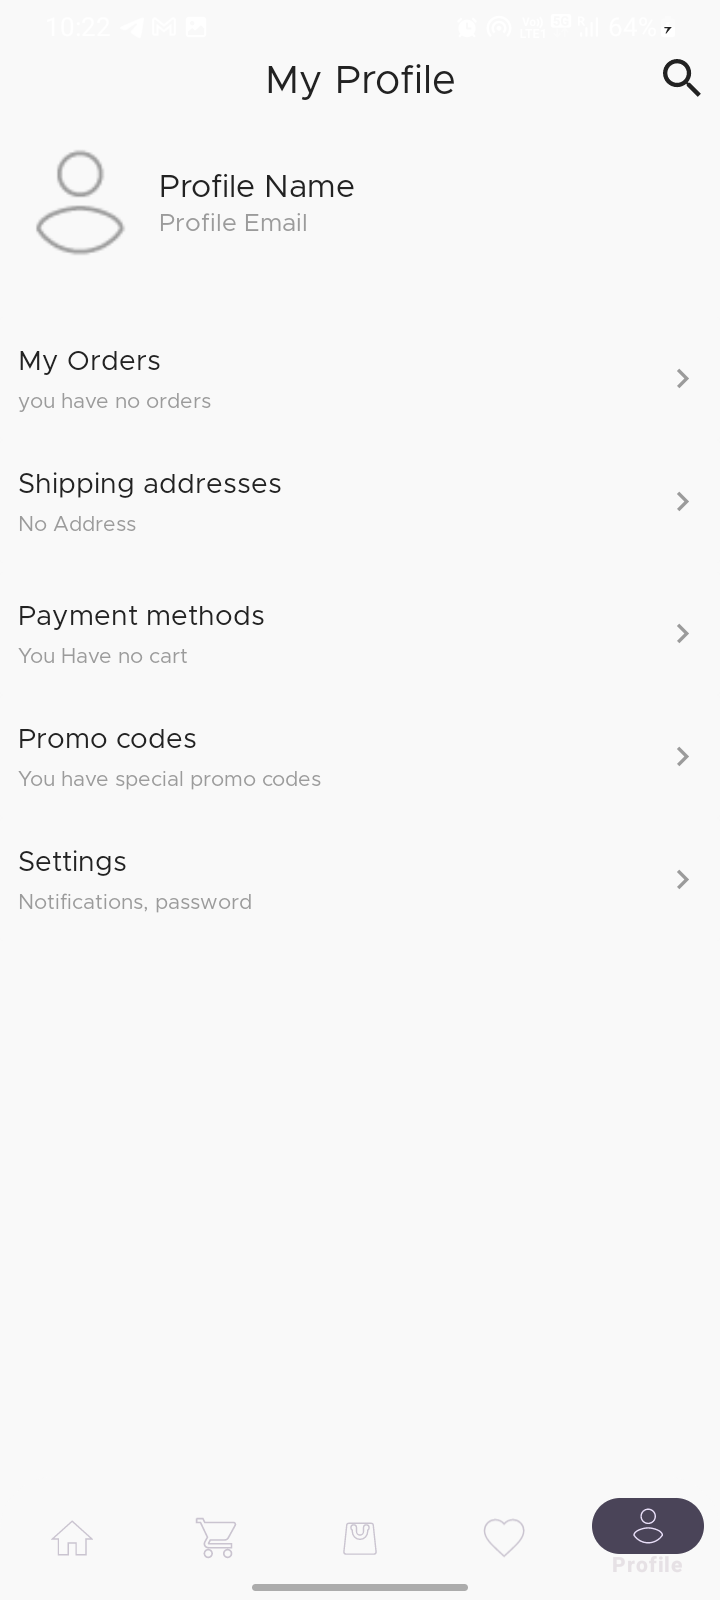 10:22
64%
My Profile
Profile Name
Profile Email
My Orders
you have no orders
Shipping addresses
No Address
Payment methods
You Have no cart
Promo codes
You have special promo codes
Settings
Notifications, password
Profile